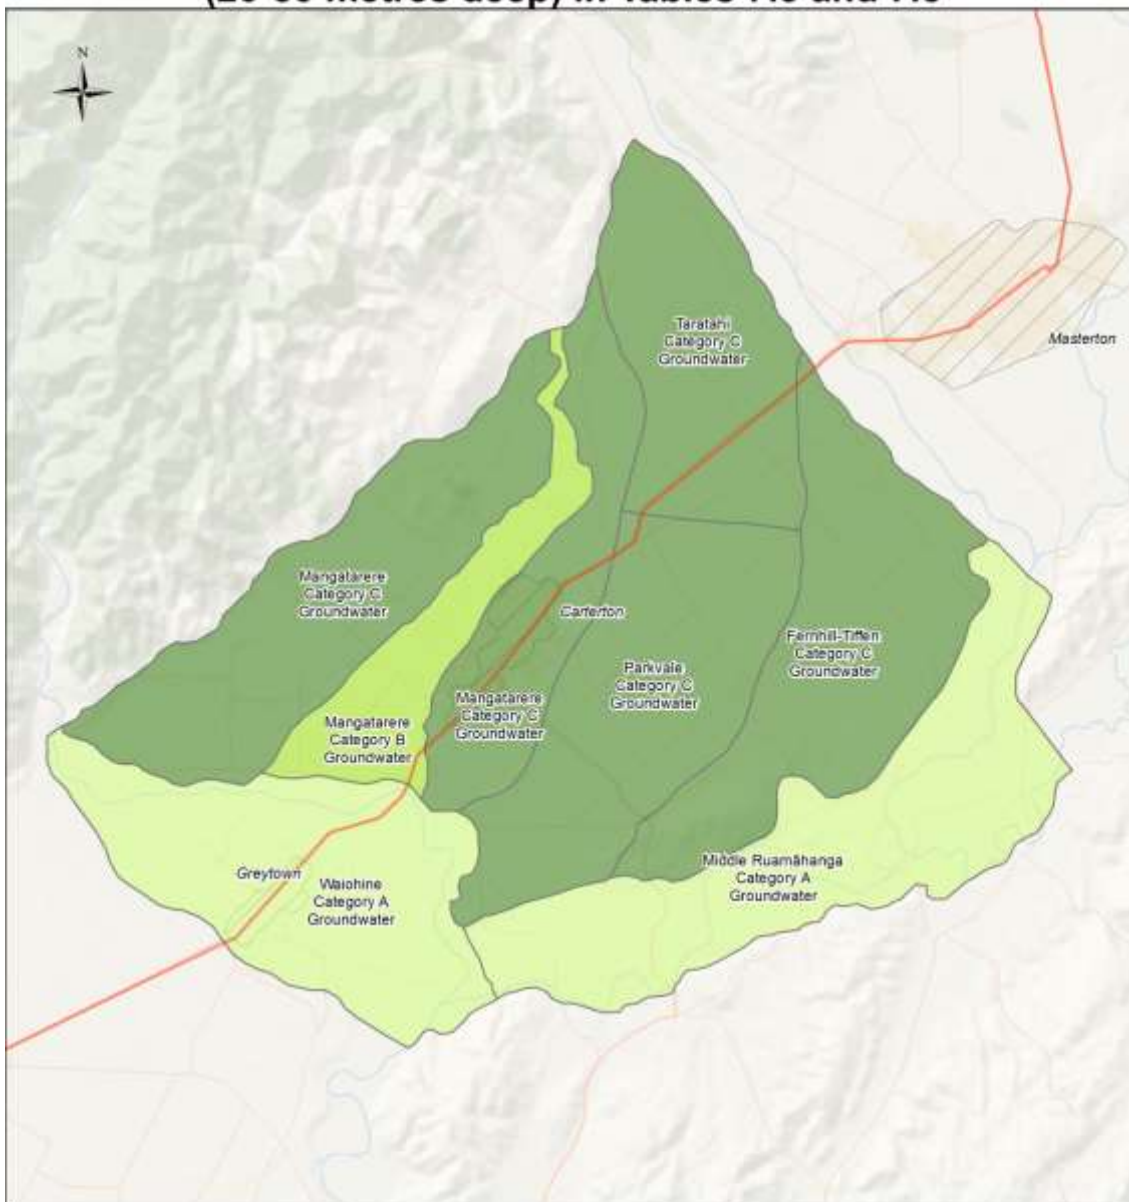 N
Taratahi
Category C
Groundwater
Masterton
Mangatarere
Category C
Groundwater
Carterton
Fernhill-Tiffen
Category C
Groundwater
Parkvale
Category C
Groundwater
Mangatarere
Category C
Groundwater
Mangatarere
Category B
Groundwater
Middle Ruamāhanga
Category A
Groundwater
Greytown
Waiohine
Category A
Groundwater